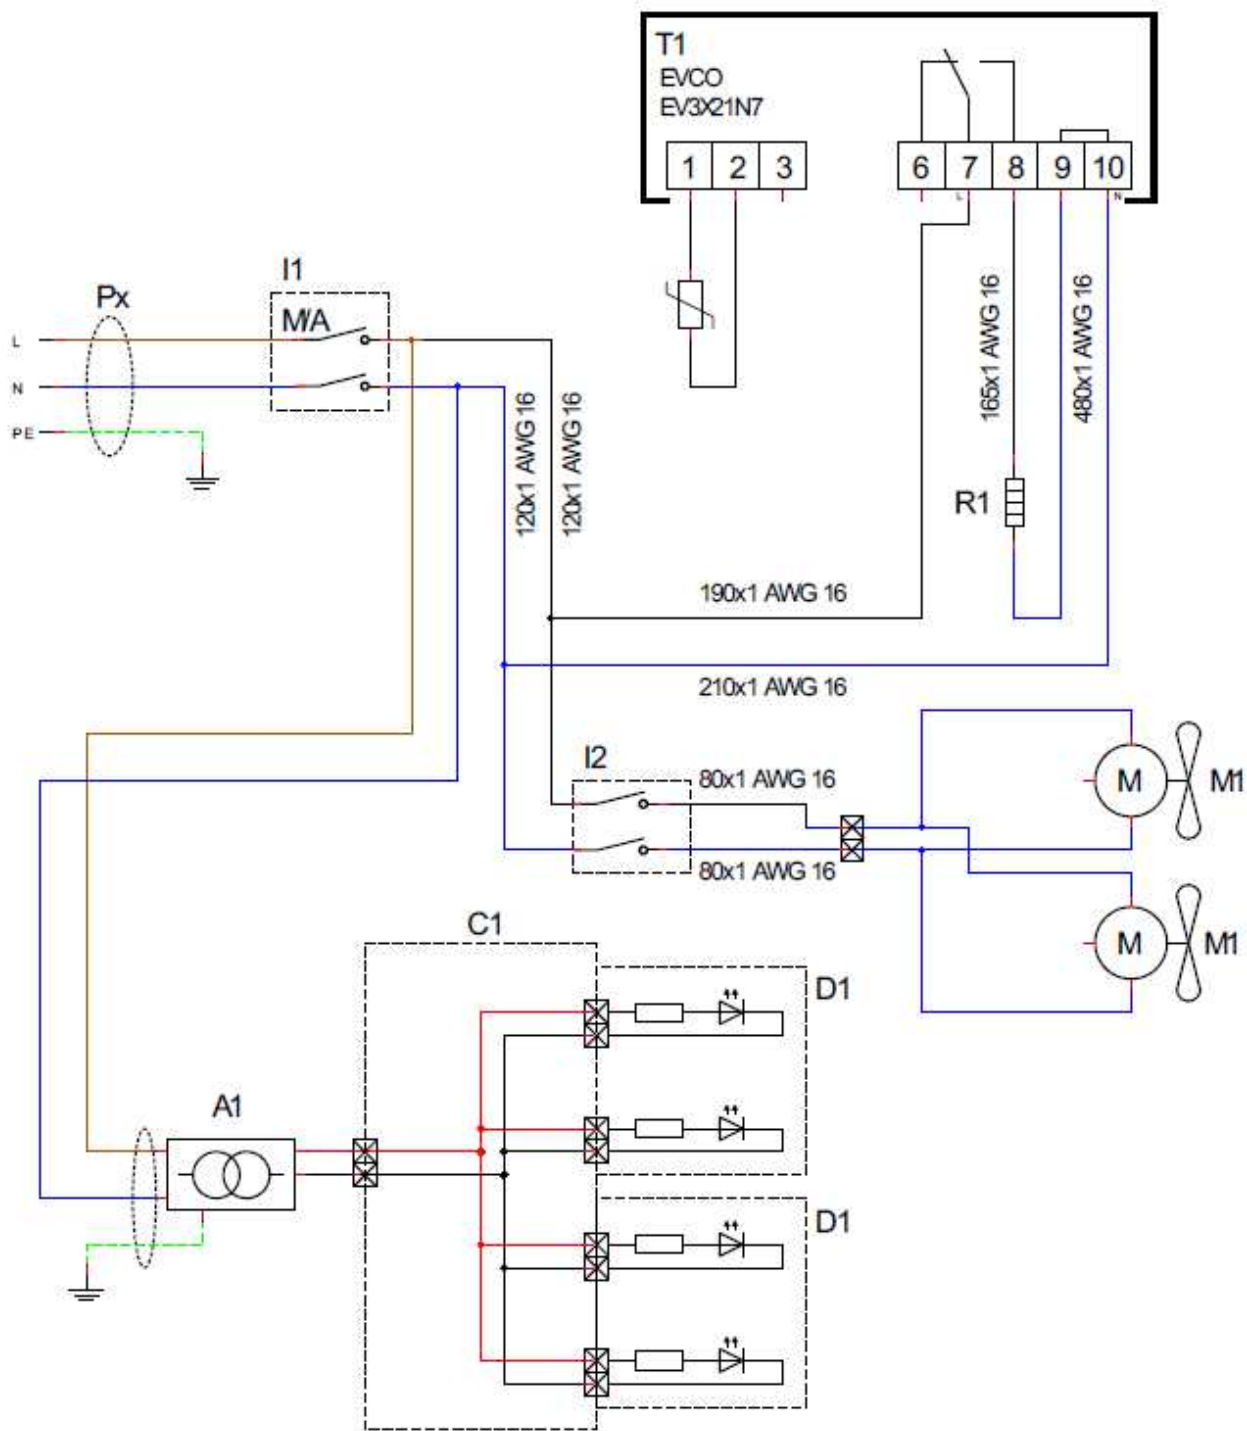 T1
EVCO
EV3X21N7
1 2 3
6 7 8 9 10
L
N
I1
Px
M/A
L
N
PE
120x1 AWG 16
120x1 AWG 16
165x1 AWG 16
480x1 AWG 16
R1
190x1 AWG 16
210x1 AWG 16
I2
80x1 AWG 16
M
M1
80x1 AWG 16
C1
M
M1
D1
A1
D1